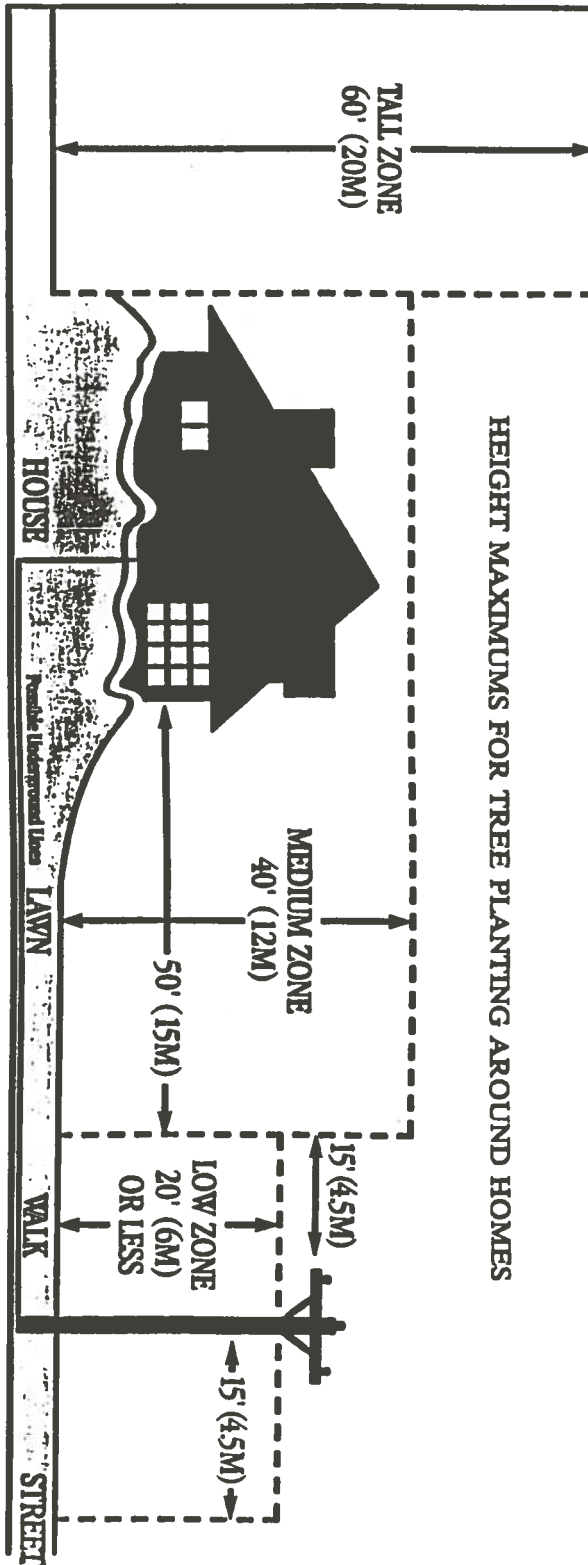 HEIGHT MAXIMUMS FOR TREE PLANTING AROUND HOMES
TALL ZONE
60' (20M)
MEDIUM ZONE
40' (12M)
50' (15M)
15' (4.5M)
LOW ZONE
20' (6M)
OR LESS
15' (4.5M)
HOUSE
Possible Underground Lines
LAWN
WALK
STREET